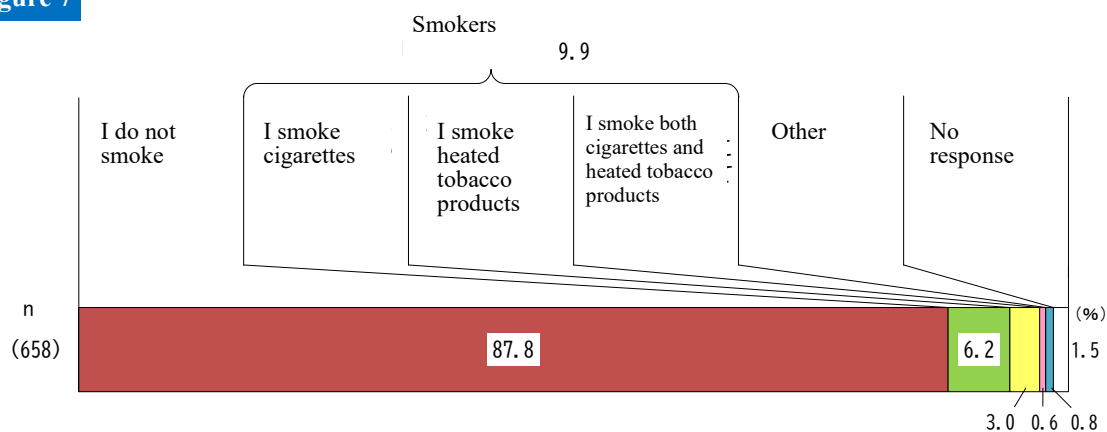 gure 7
Smokers
9.9
I do not
smoke
I smoke
cigarettes
I smoke
heated
tobacco
products
I smoke both
cigarettes and
heated tobacco
products
Other
No
response
n
(658)
87.8
6.2
(%)
1.5
3.0 0.6 0.8